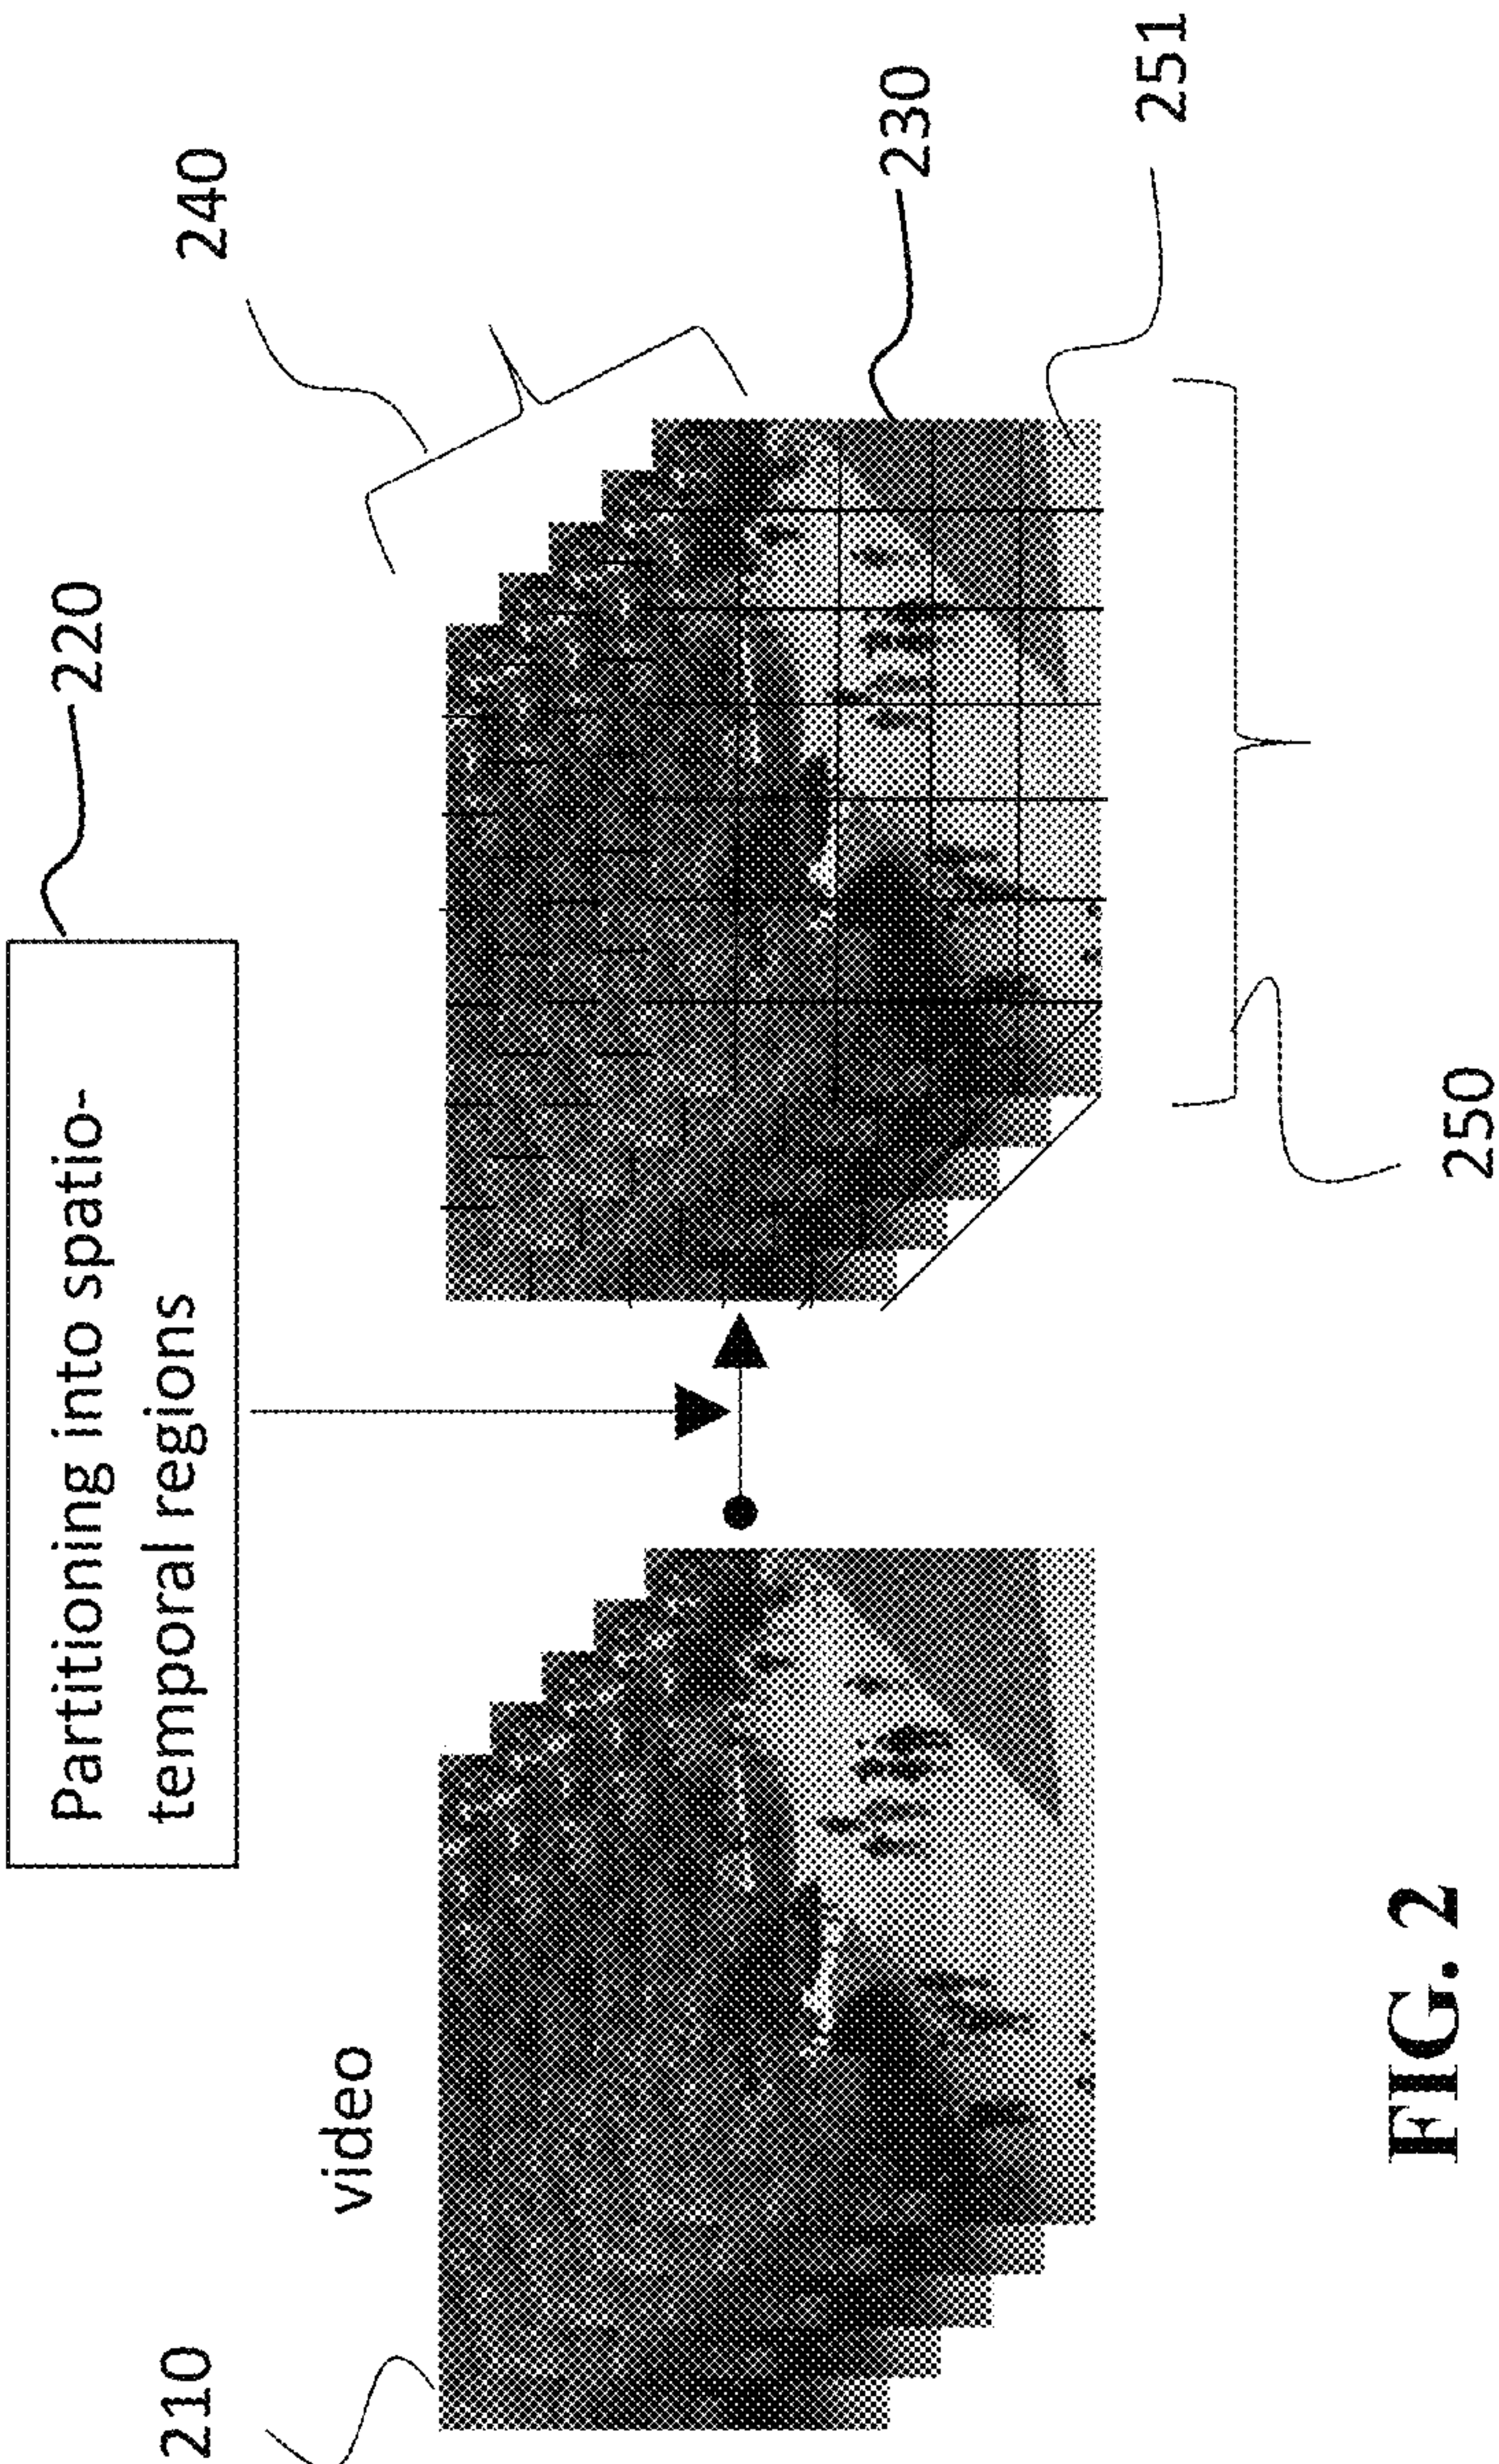 Partitioning into spatio-
temporal regions
220
240
210
video
230
251
250
FIG. 2